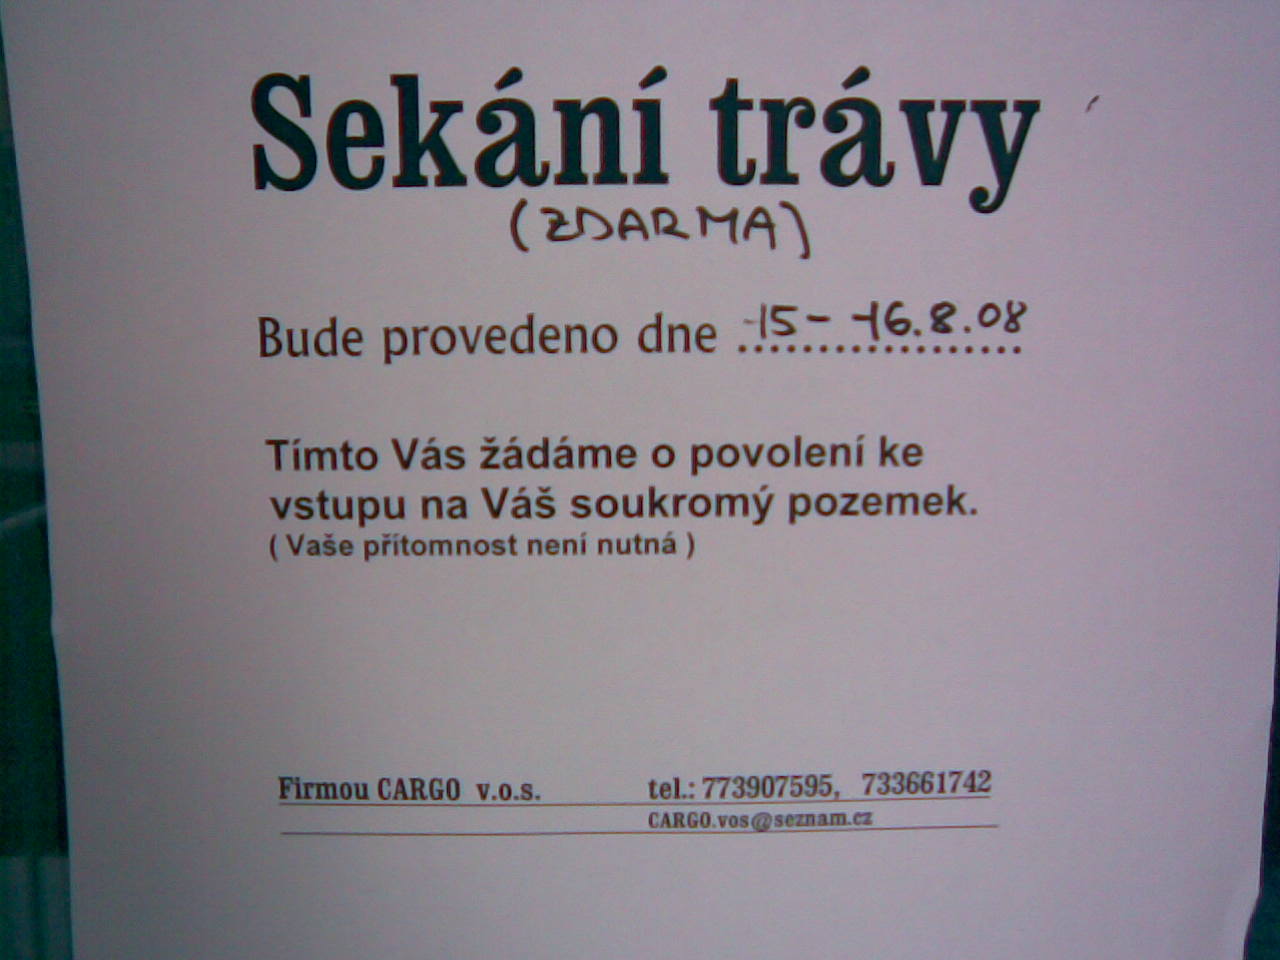 Sekání trávy
(ZDARMA)
Bude provedeno dne 15- 16.8.08
Tímto Vás žádáme o povolení ke
vstupu na Váš soukromý pozemek.
( Vaše přítomnost není nutná )
Firmou CARGO v.o.s. tel.: 773907595, 733661742
CARGO.vos@seznam.cz